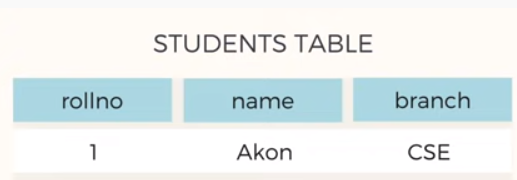 STUDENTS TABLE
rollno name branch
1 Akon CSE